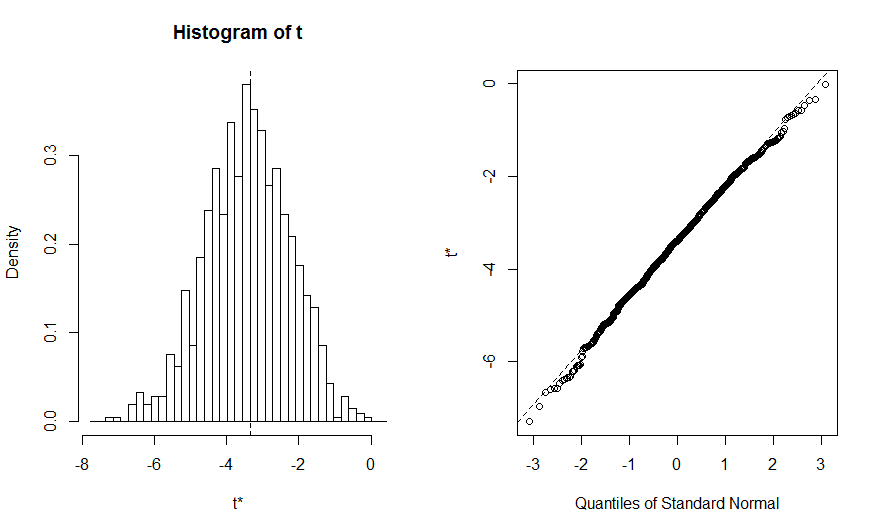 Histogram of t
Density
0.0 0.1 0.2 0.3
-8 -6 -4 -2 0
t*
t*
-6 -4 -2 0
-3 -2 -1 0 1 2 3
Quantiles of Standard Normal